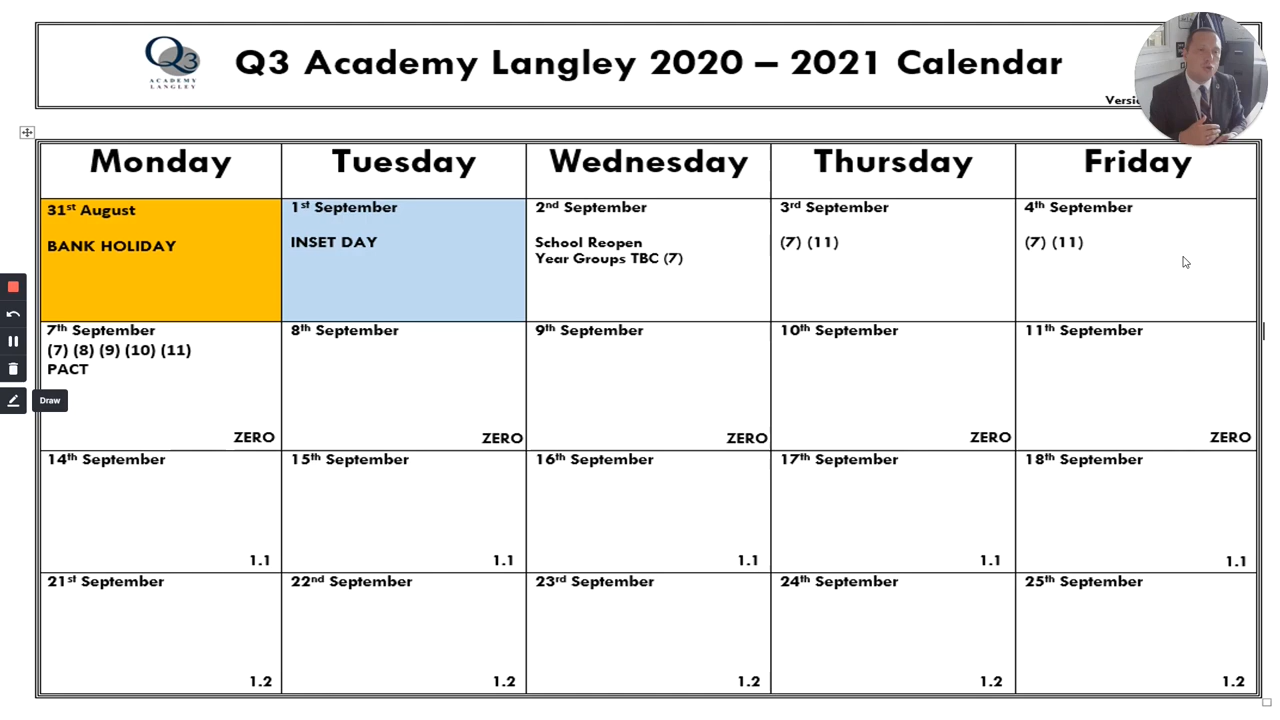 Q3 ACADEMY LANGLEY
Q3 Academy Langley 2020 – 2021 Calendar
Monday Tuesday Wednesday Thursday Friday
31st August
BANK HOLIDAY
1st September
INSET DAY
2nd September
School Reopen
Year Groups TBC (7)
3rd September
(7) (11)
4th September
(7) (11)
7th September
(7) (8) (9) (10) (11)
PACT
ZERO
8th September
ZERO
9th September
ZERO
10th September
ZERO
11th September
ZERO
Draw
14th September
1.1
15th September
1.1
16th September
1.1
17th September
1.1
18th September
1.1
21st September
1.2
22nd September
1.2
23rd September
1.2
24th September
1.2
25th September
1.2